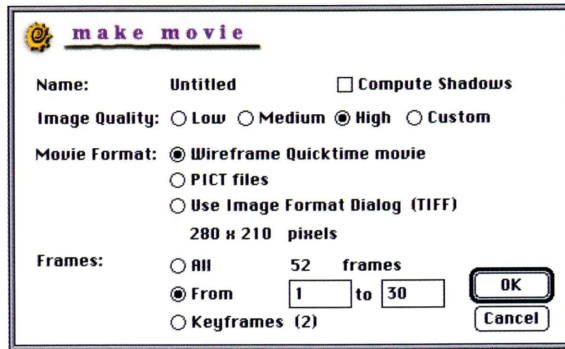 make movie
Name: Untitled Compute Shadows
Image Quality: Low Medium High Custom
Movie Format: Wireframe Quicktime movie
PICT files
Use Image Format Dialog (TIFF)
280 x 210 pixels
Frames: All 52 frames
From 1 to 30
Keyframes (2)
OK
Cancel